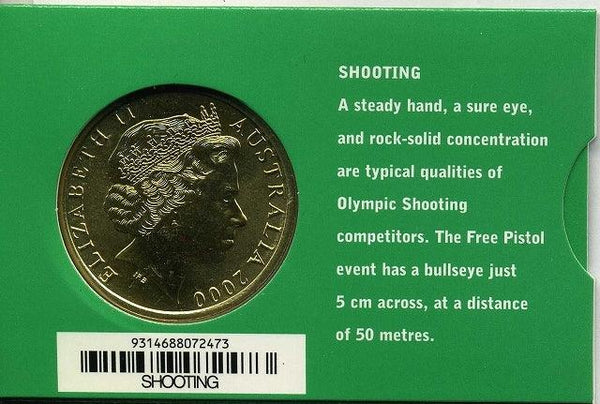 ELIZABETH II
AUSTRALIA 2000
IRB
SHOOTING
A steady hand, a sure eye,
and rock-solid concentration
are typical qualities of
Olympic Shooting
competitors. The Free Pistol
event has a bullseye just
5 cm across, at a distance
of 50 metres.
9314688072473
SHOOTING